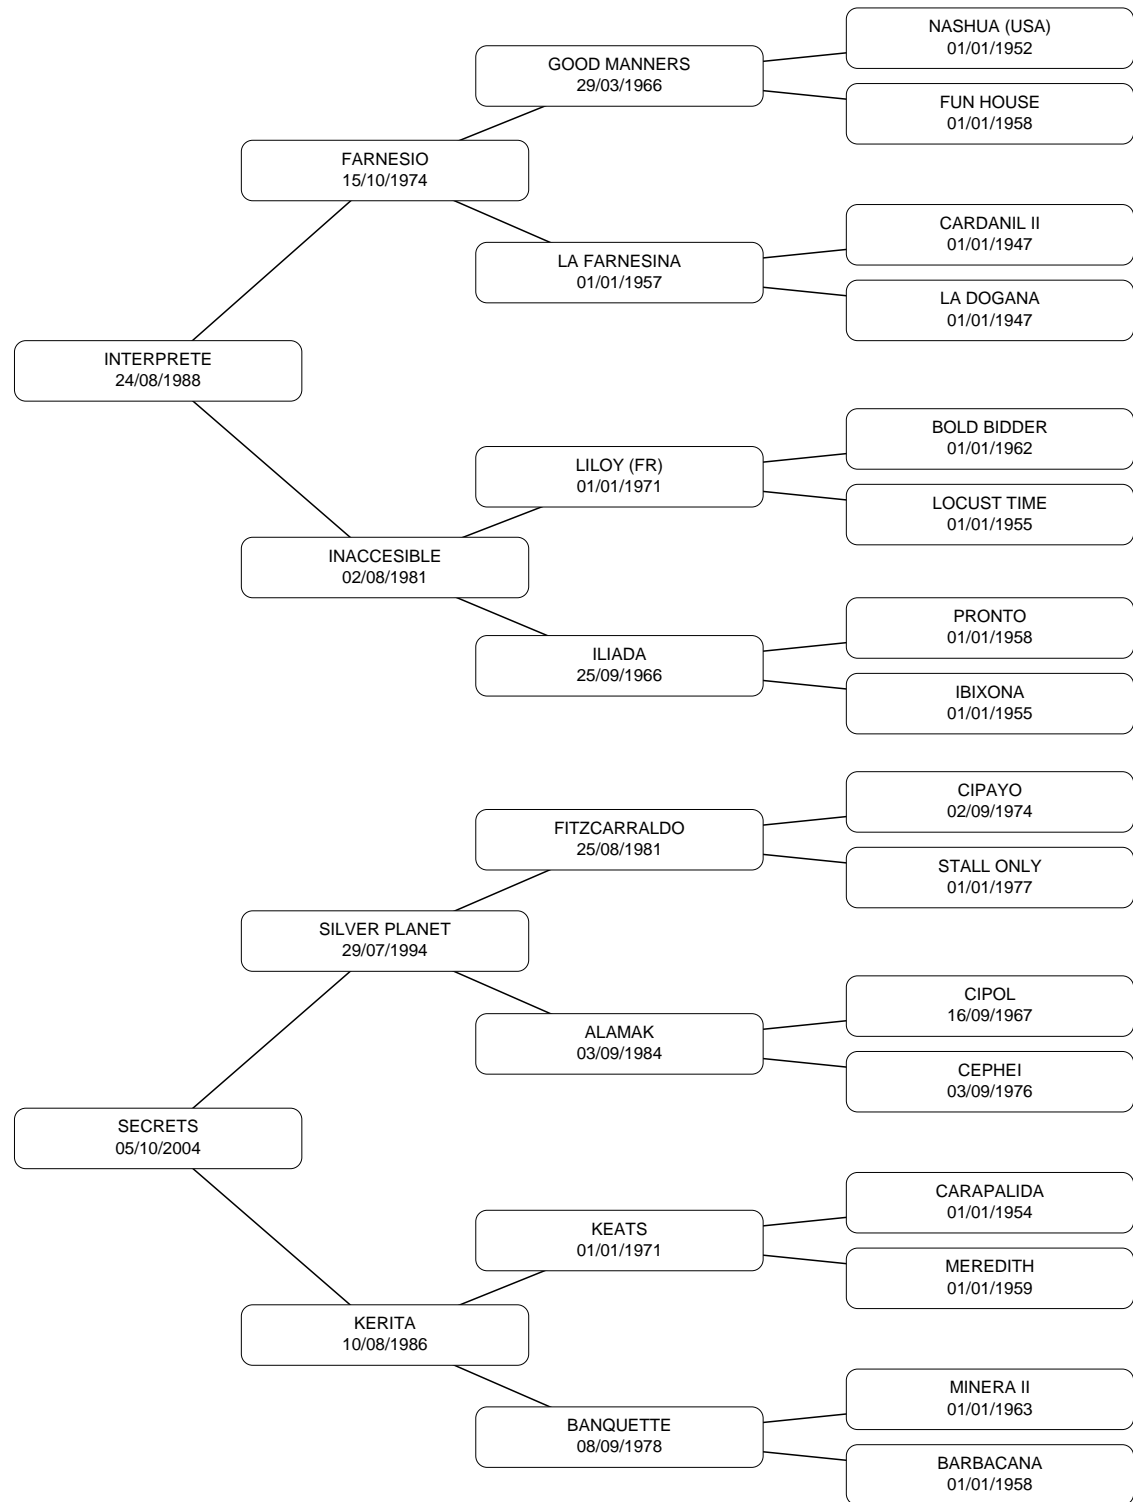 NASHUA (USA)
01/01/1952
GOOD MANNERS
29/03/1966
FUN HOUSE
01/01/1958
FARNESIO
15/10/1974
CARDANIL II
01/01/1947
LA FARNESINA
01/01/1957
LA DOGANA
01/01/1947
INTERPRETE
24/08/1988
BOLD BIDDER
01/01/1962
LILOY (FR)
01/01/1971
LOCUST TIME
01/01/1955
INACCESIBLE
02/08/1981
PRONTO
01/01/1958
ILIADA
25/09/1966
IBIXONA
01/01/1955
CIPAYO
02/09/1974
FITZCARRALDO
25/08/1981
STALL ONLY
01/01/1977
SILVER PLANET
29/07/1994
CIPOL
16/09/1967
ALAMAK
03/09/1984
CEPHEI
03/09/1976
SECRETS
05/10/2004
CARAPALIDA
01/01/1954
KEATS
01/01/1971
MEREDITH
01/01/1959
KERITA
10/08/1986
MINERA II
01/01/1963
BANQUETTE
08/09/1978
BARBACANA
01/01/1958